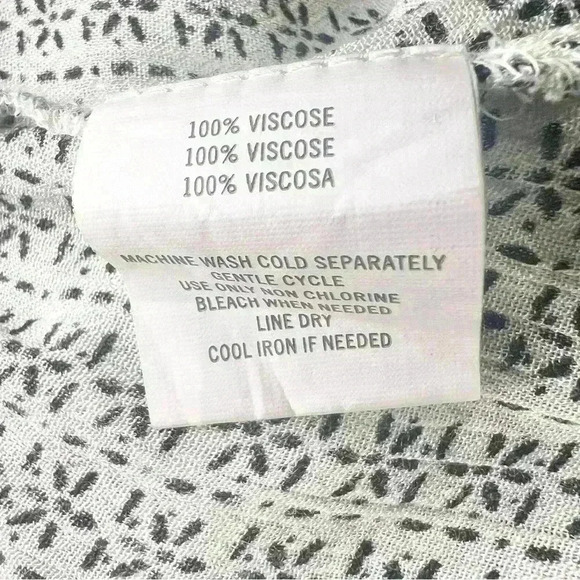 100% VISCOSE
100% VISCOSE
100% VISCOSA
MACHINE WASH COLD SEPARATELY
GENTLE CYCLE
USE ONLY NON CHLORINE
BLEACH WHEN NEEDED
LINE DRY
COOL IRON IF NEEDED